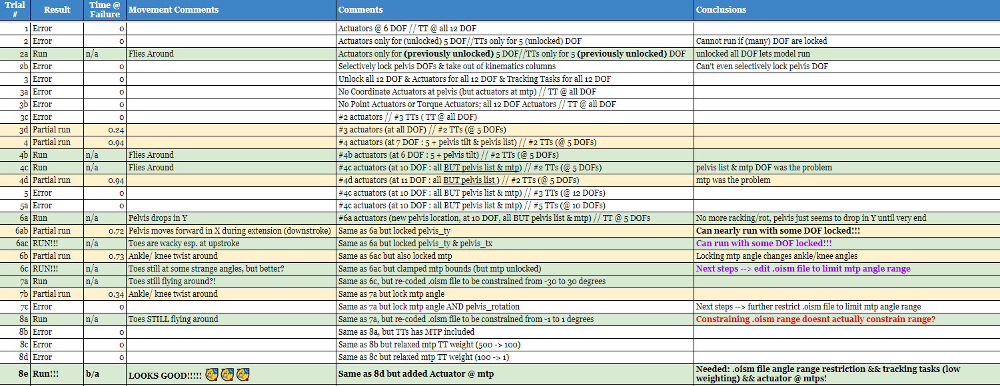 Trial # Result Time @ Failure Movement Comments Comments Conclusions
1 Error 0 Actuators @ 6 DOF // TT @ all 12 DOF
2 Error 0 Actuators only for (unlocked) 5 DOF//TTs only for 5 (unlocked) DOF Cannot run if (many) DOF are locked
2a Run n/a Flies Around Actuators only for (previously unlocked) 5 DOF//TTs only for 5 (previously unlocked) DOF unlocked all DOF lets model run
2b Error 0 Selectively lock pelvis DOFs & take out of kinematics columns Can't even selectively lock pelvis DOF
3 Error 0 Unlock all 12 DOF & Actuators for all 12 DOF & Tracking Tasks for all 12 DOF
3a Error 0 No Coordinate Actuators at pelvis (but actuators at mtp) // TT @ all DOF
3b Error 0 No Point Actuators or Torque Actuators; all 12 DOF Actuators // TT @ all DOF
3c Error 0 #2 actuators // #3 TTs ( TT @ all DOF)
3d Partial run 0.24 #3 actuators (at all DOF) // #2 TTs (@ 5 DOFs)
4 Partial run 0.94 #4 actuators (at 7 DOF : 5 + pelvis tilt & pelvis list) // #2 TTs (@ 5 DOFs)
4b Run n/a Flies Around #4b actuators (at 6 DOF : 5 + pelvis tilt) // #2 TTs (@ 5 DOFs)
4c Run n/a Flies Around #4c actuators (at 10 DOF : all BUT pelvis list & mtp) // #2 TTs (@ 5 DOFs) pelvis list & mtp DOF was the problem
4d Partial run 0.94 #4d actuators (at 11 DOF : all BUT pelvis list ) // #2 TTs (@ 5 DOFs) mtp was the problem
5 Error 0 #4c actuators (at 10 DOF : all BUT pelvis list & mtp) // #3 TTs (@ 12 DOFs)
5a Error 0 #4c actuators (at 10 DOF : all BUT pelvis list & mtp) // #5 TTs (@ 10 DOFs)
6a Run n/a Pelvis drops in Y #6a actuators (new pelvis location, at 10 DOF, all BUT pelvis list & mtp) // TT @ 5 DOFs No more racking/rot, pelvis just seems to drop in Y until very end
6ab Partial run 0.72 Pelvis moves forward in X during extension (downstroke) Same as 6a but locked pelvis_ty Can nearly run with some DOF locked!!!
6ac RUN!!! n/a Toes are wacky esp. at upstroke Same as 6a but locked pelvis_ty & pelvis_tx Can run with some DOF locked!!!
6b Partial run 0.73 Ankle/ knee twist around Same as 6ac but also locked mtp Locking mtp angle changes ankle/knee angles
6c RUN!!! n/a Toes still at some strange angles, but better? Same as 6ac but clamped mtp bounds (but mtp unlocked) Next steps --> edit .oism file to limit mtp angle range
7a Run n/a Toes still flying around?! Same as 6c, but re-coded .oism file to be constrained from -30 to 30 degrees
7b Partial run 0.34 Ankle/ knee twist around Same as 7a but lock mtp angle
7c Error 0 Same as 7a but lock mtp angle AND pelvis_rotation Next steps --> further restrict .oism file to limit mtp angle range
8a Run n/a Toes STILL flying around Same as 7a, but re-coded .oism file to be constrained from -1 to 1 degrees Constraining .oism range doesnt actually constrain range?
8b Error 0 Same as 8a, but TTs has MTP included
8c Error 0 Same as 8b but relaxed mtp TT weight (500 -> 100)
8d Error 0 Same as 8c but relaxed mtp TT weight (100 -> 1)
8e Run!!! b/a LOOKS GOOD!!!!! 🥳🥳🥳 Same as 8d but added Actuator @ mtp Needed: .oism file angle range restriction && tracking tasks (low weighting) && actuator @ mtps!